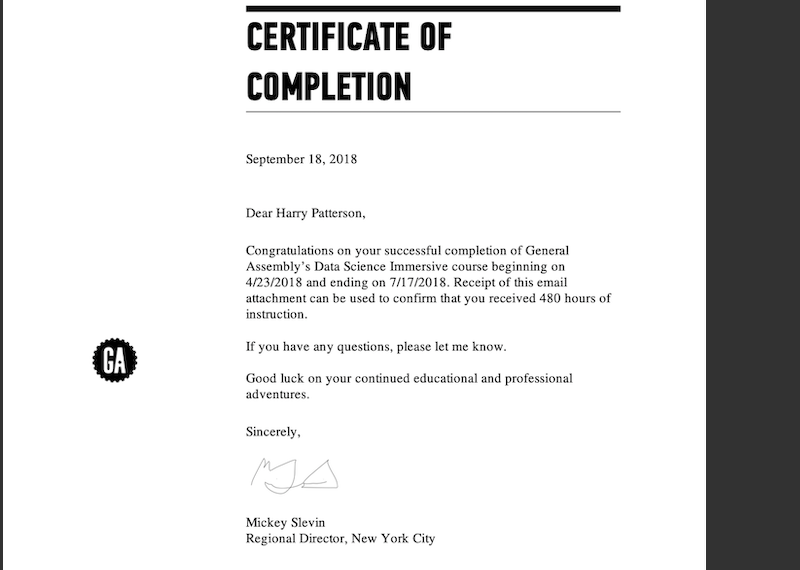 CERTIFICATE OF
COMPLETION
September 18, 2018
Dear Harry Patterson,
Congratulations on your successful completion of General
Assembly's Data Science Immersive course beginning on
4/23/2018 and ending on 7/17/2018. Receipt of this email
attachment can be used to confirm that you received 480 hours of
instruction.
GA
If you have any questions, please let me know.
Good luck on your continued educational and professional
adventures.
Sincerely,
Mickey Slevin
Regional Director, New York City